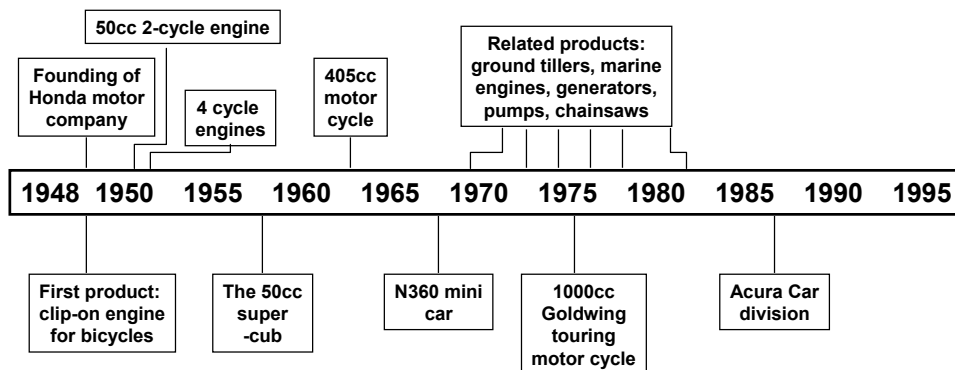 50cc 2-cycle engine
Founding of
Honda motor
company
4 cycle
engines
405cc
motor
cycle
Related products:
ground tillers, marine
engines, generators,
pumps, chainsaws
1948 1950 1955 1960 1965 1970 1975 1980 1985 1990 1995
First product:
clip-on engine
for bicycles
The 50cc
super
-cub
N360 mini
car
1000cc
Goldwing
touring
motor cycle
Acura Car
division